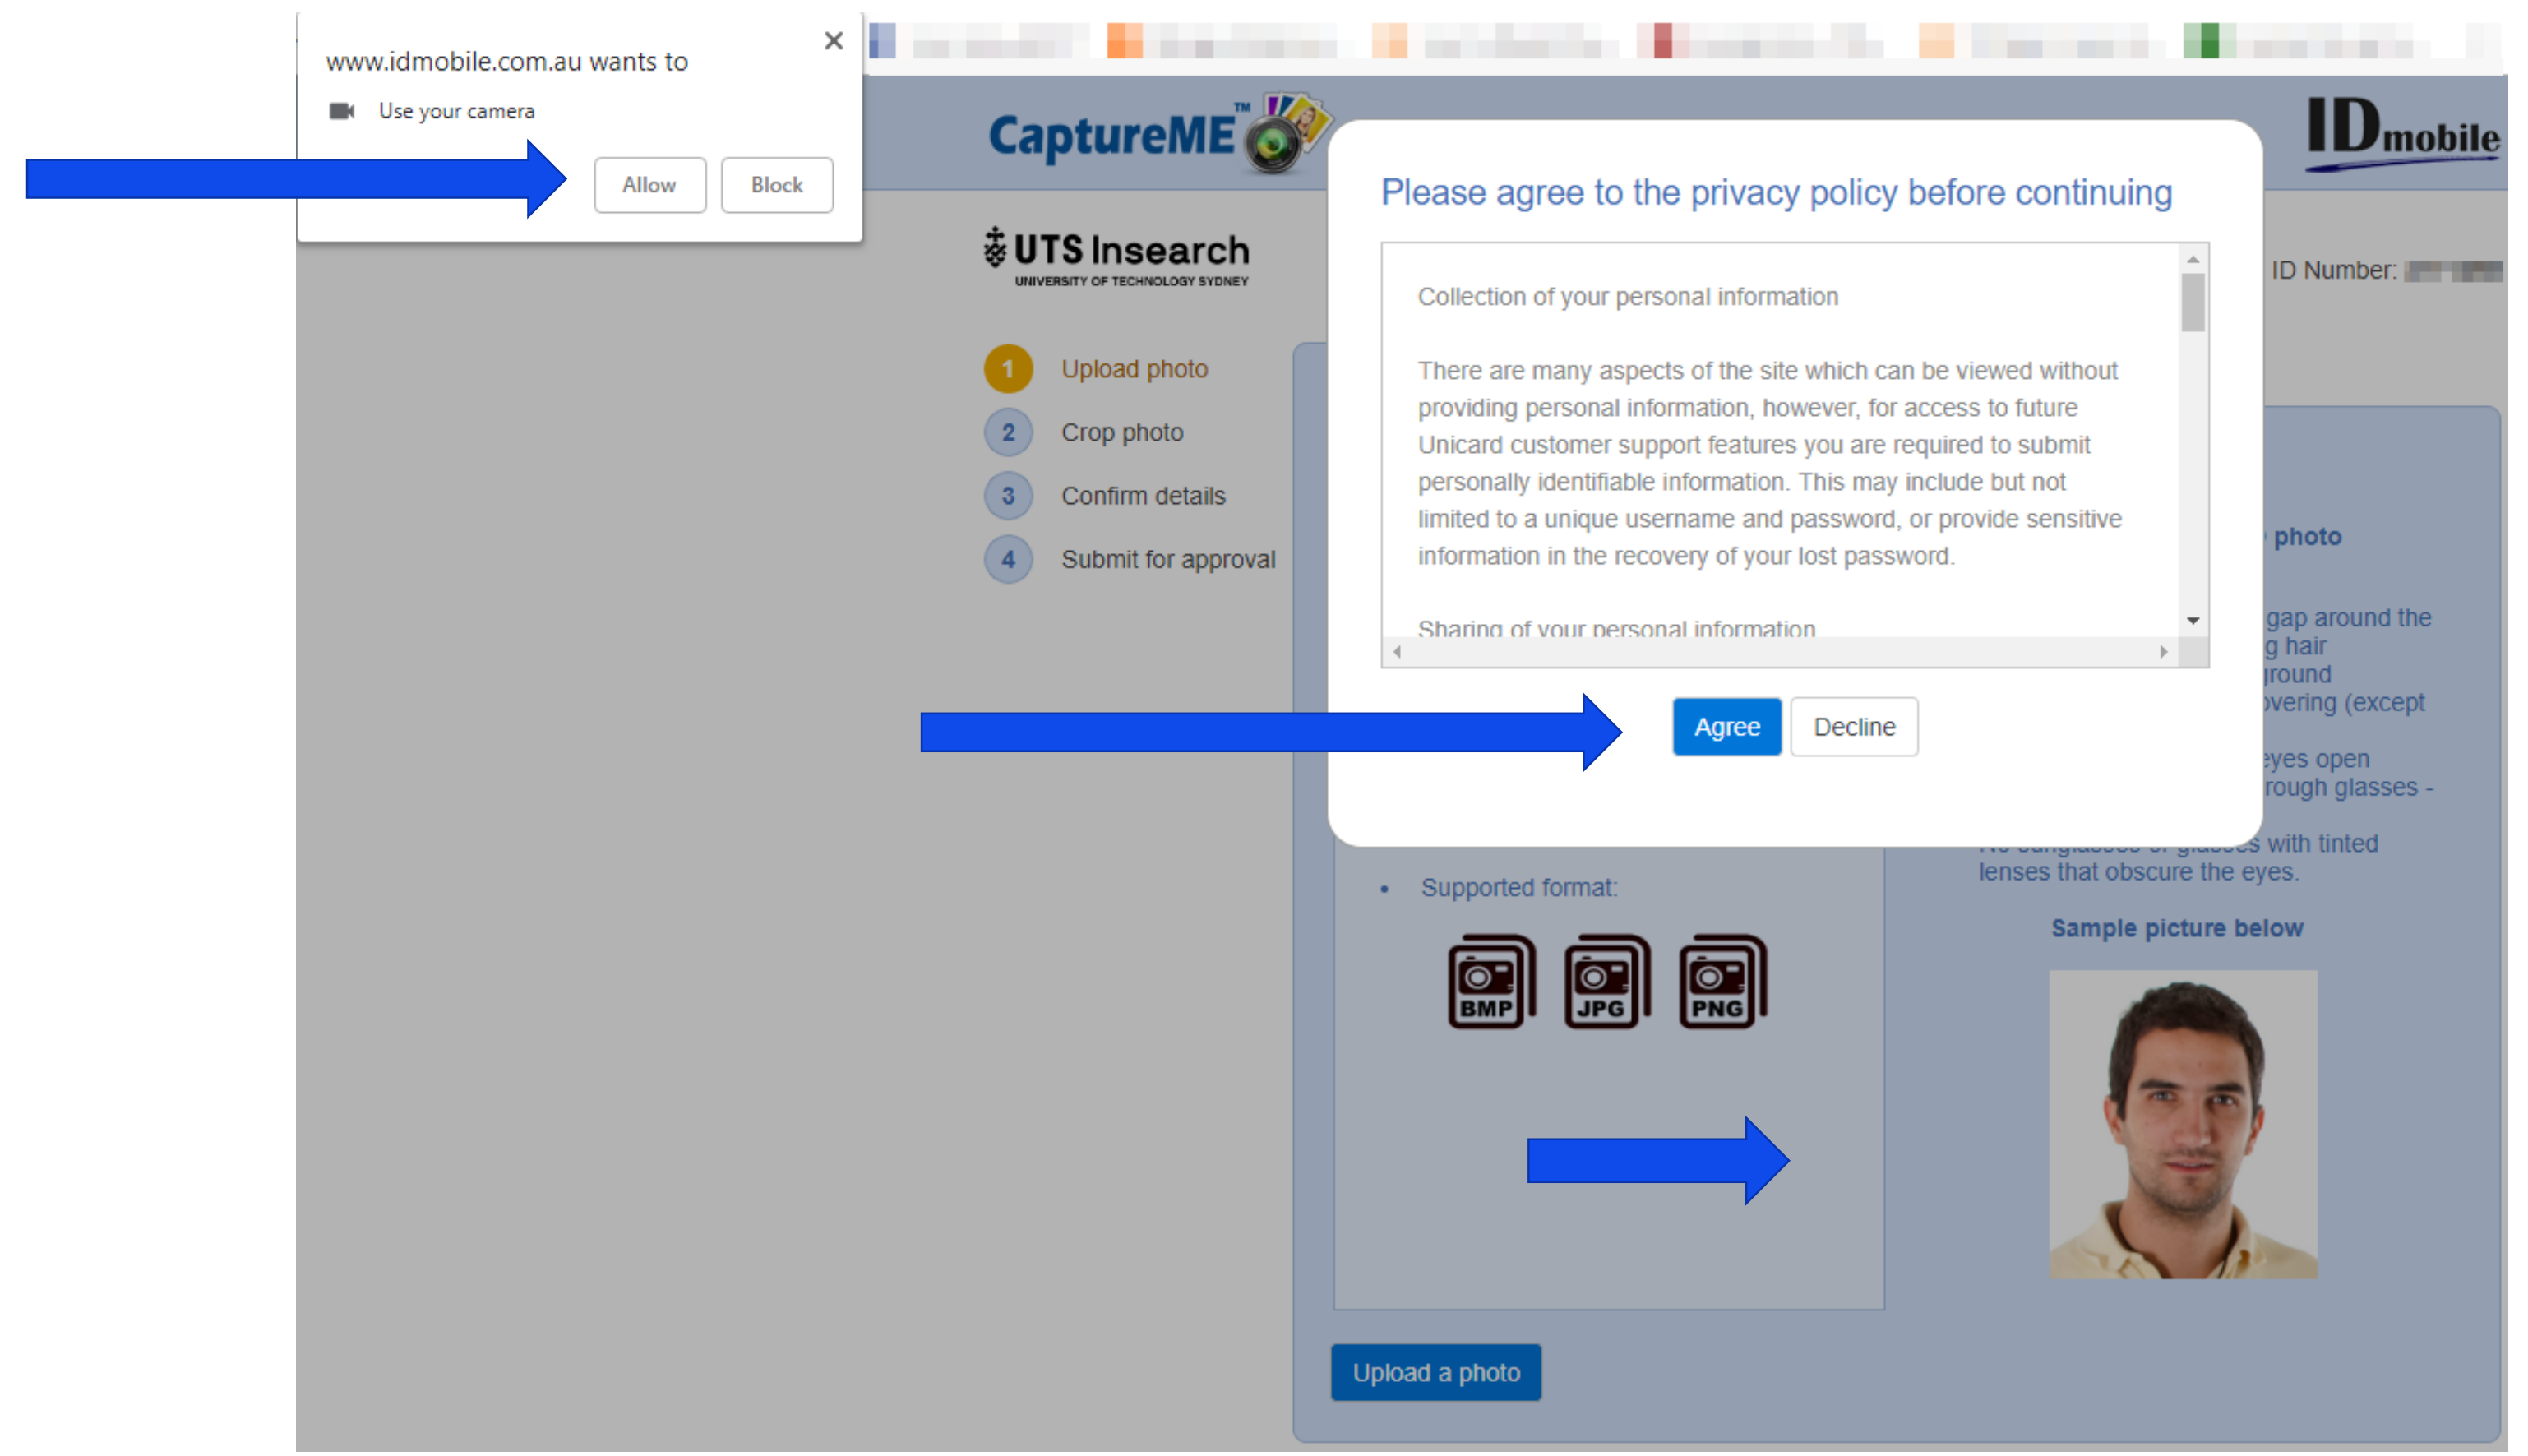 www.idmobile.com.au wants to
Use your camera
Allow
Block
CaptureME™
IDmobile
UTS Insearch
UNIVERSITY OF TECHNOLOGY SYDNEY
ID Number:
1 Upload photo
2 Crop photo
3 Confirm details
4 Submit for approval
Please agree to the privacy policy before continuing
Collection of your personal information
There are many aspects of the site which can be viewed without
providing personal information, however, for access to future
Unicard customer support features you are required to submit
personally identifiable information. This may include but not
limited to a unique username and password, or provide sensitive
information in the recovery of your lost password.
Sharing of your personal information
Agree
Decline
photo
gap around the
hair
(except
eyes open
glasses -
with tinted
lenses that obscure the eyes.
Sample picture below
• Supported format:
BMP
JPG
PNG
Upload a photo